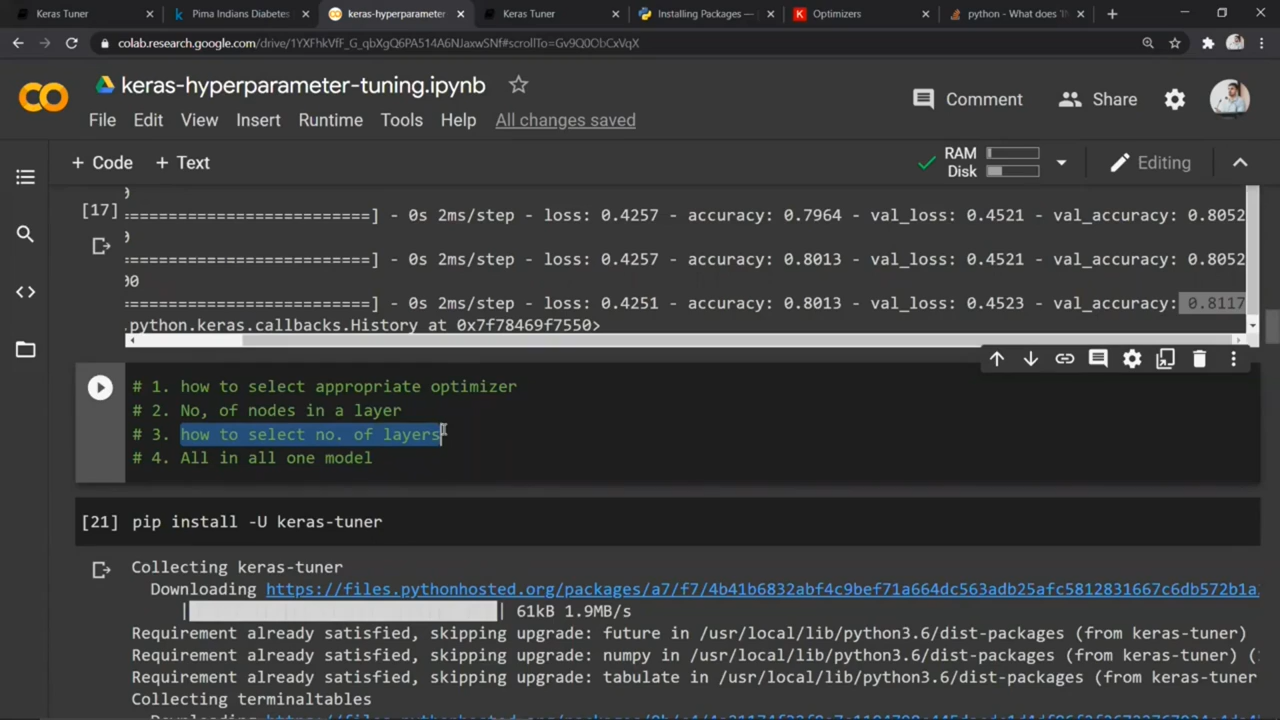 Keras Tuner
Pima Indians Diabetes
keras-hyperparameter
Keras Tuner
Installing Packages —
Optimizers
python - What does
colab.research.google.com/drive/1YXFhkVfF_G_qbXgQ6PA514A6NJaxwSNf#scrollTo=Gv9Q0ObCxVqX
keras-hyperparameter-tuning.ipynb
Comment
Share
File Edit View Insert Runtime Tools Help All changes saved
+ Code + Text
RAM
Disk
Editing
[17]
0
=========================] - 0s 2ms/step - loss: 0.4257 - accuracy: 0.7964 - val_loss: 0.4521 - val_accuracy: 0.8052
0
=========================] - 0s 2ms/step - loss: 0.4257 - accuracy: 0.8013 - val_loss: 0.4521 - val_accuracy: 0.8052
00
=========================] - 0s 2ms/step - loss: 0.4251 - accuracy: 0.8013 - val_loss: 0.4523 - val_accuracy: 0.8117
.python.keras.callbacks.History at 0x7f78469f7550>
# 1. how to select appropriate optimizer
# 2. No, of nodes in a layer
# 3. how to select no. of layers
# 4. All in all one model
[21] pip install -U keras-tuner
Collecting keras-tuner
Downloading https://files.pythonhosted.org/packages/a7/f7/4b41b6832abf4c9bef71a664dc563adb25afc5812831467c6db572b1a
| | 61kB 1.9MB/s
Requirement already satisfied, skipping upgrade: future in /usr/local/lib/python3.6/dist-packages (from keras-tuner)
Requirement already satisfied, skipping upgrade: numpy in /usr/local/lib/python3.6/dist-packages (from keras-tuner) (
Requirement already satisfied, skipping upgrade: tabulate in /usr/local/lib/python3.6/dist-packages (from keras-tuner
Collecting terminaltables